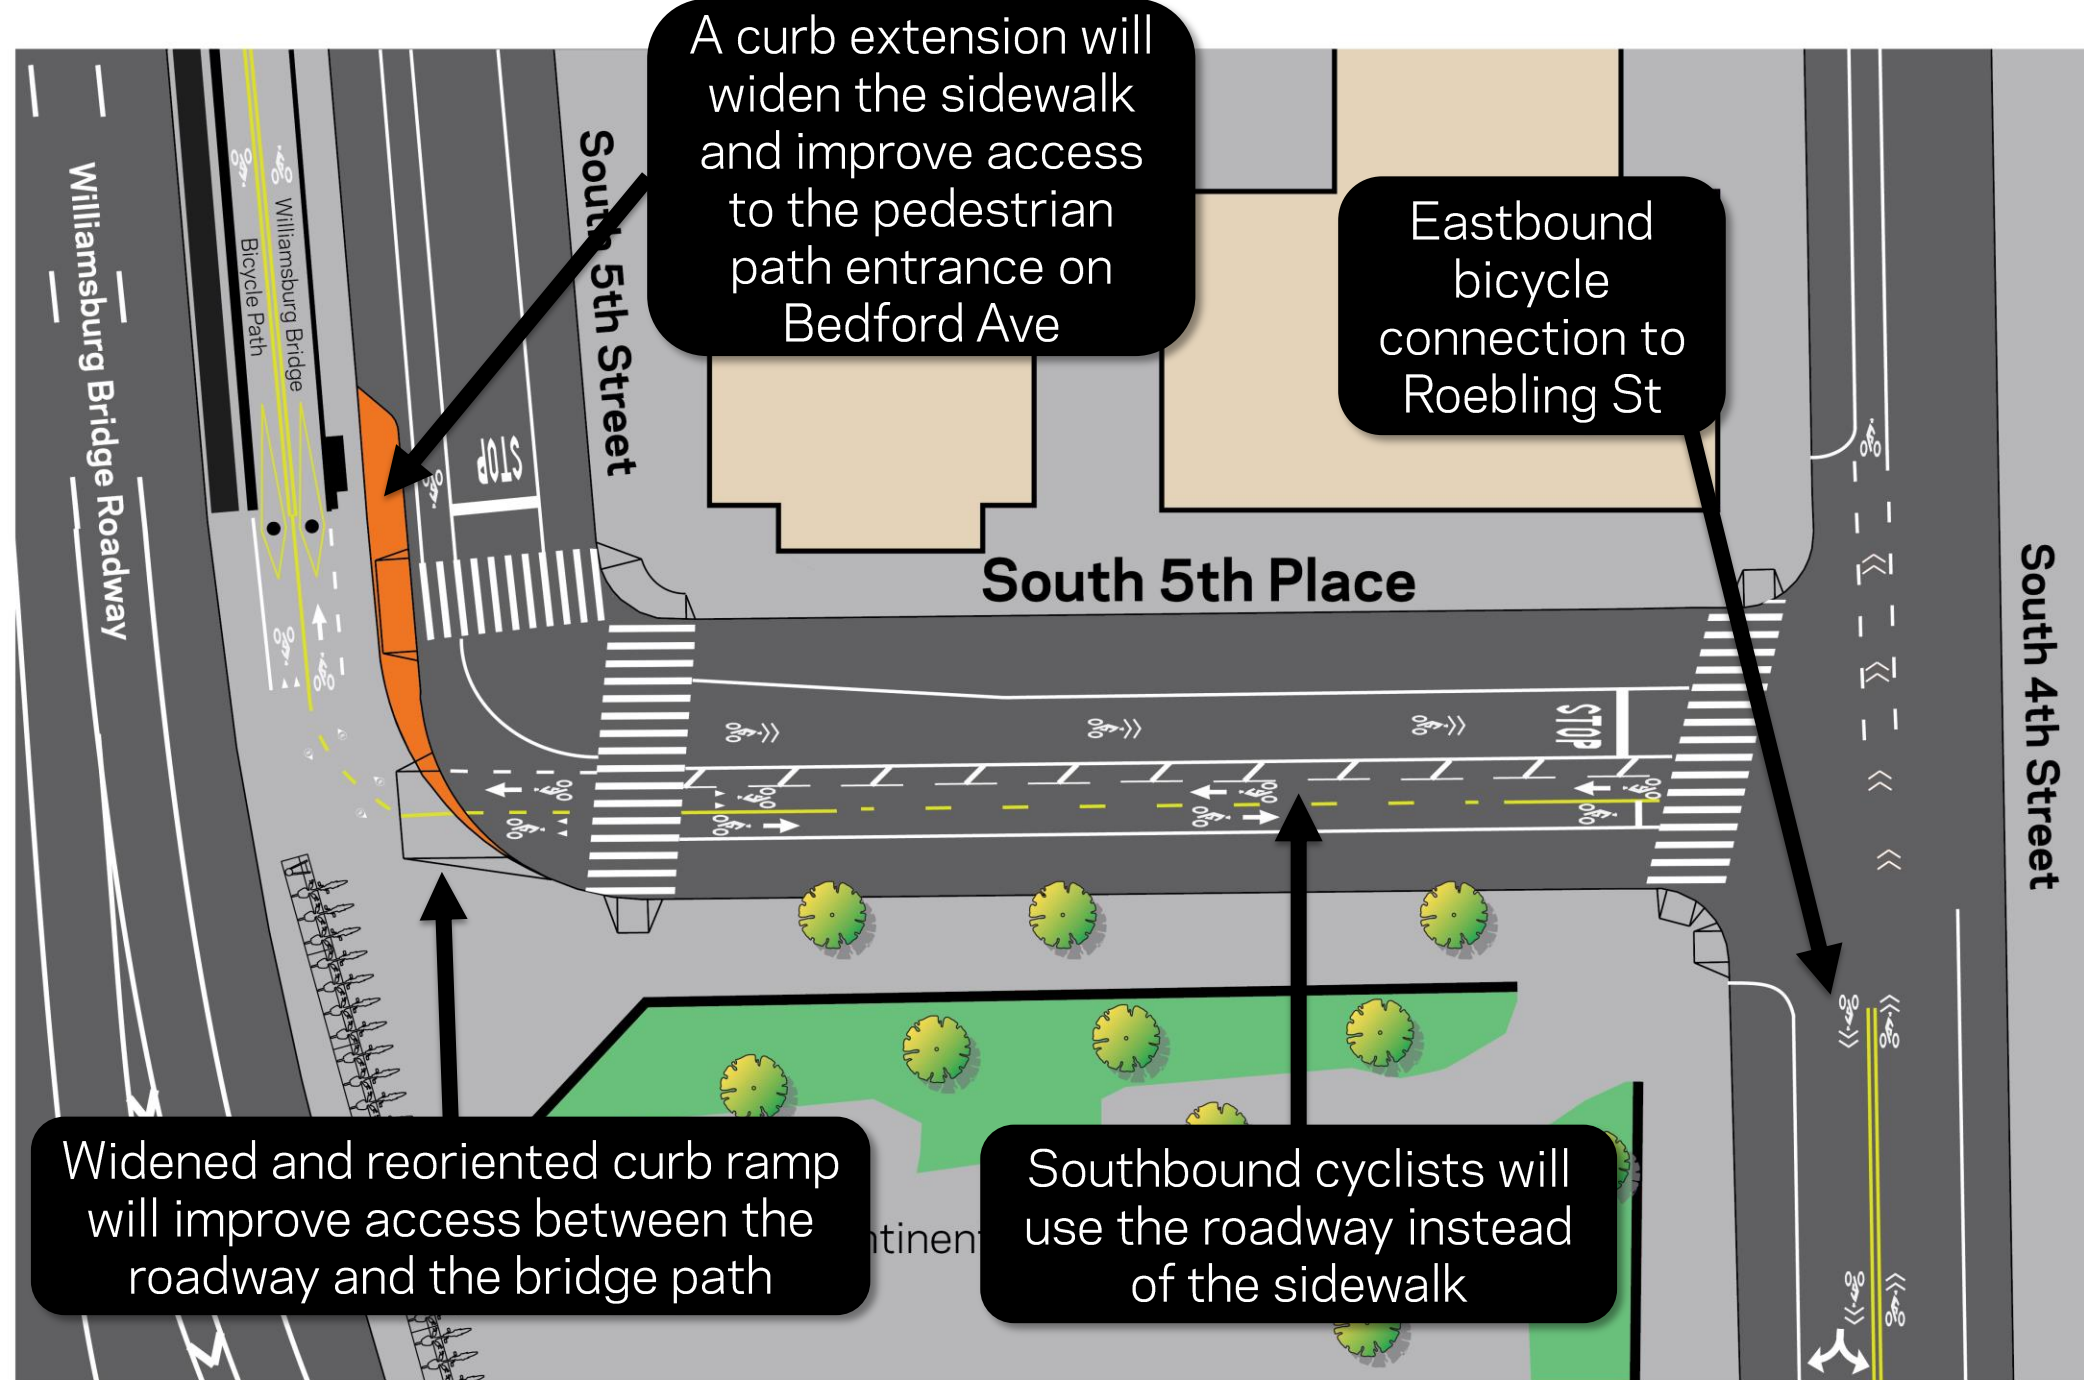 A curb extension will
widen the sidewalk
and improve access
to the pedestrian
path entrance on
Bedford Ave
Eastbound
bicycle
connection to
Roebling St
Williamsburg Bridge Roadway
Williamsburg Bridge
Bicycle Path
South 5th Street
STOP
South 5th Place
STOP
South 4th Street
Widened and reoriented curb ramp
will improve access between the
roadway and the bridge path
ntinent
Southbound cyclists will
use the roadway instead
of the sidewalk